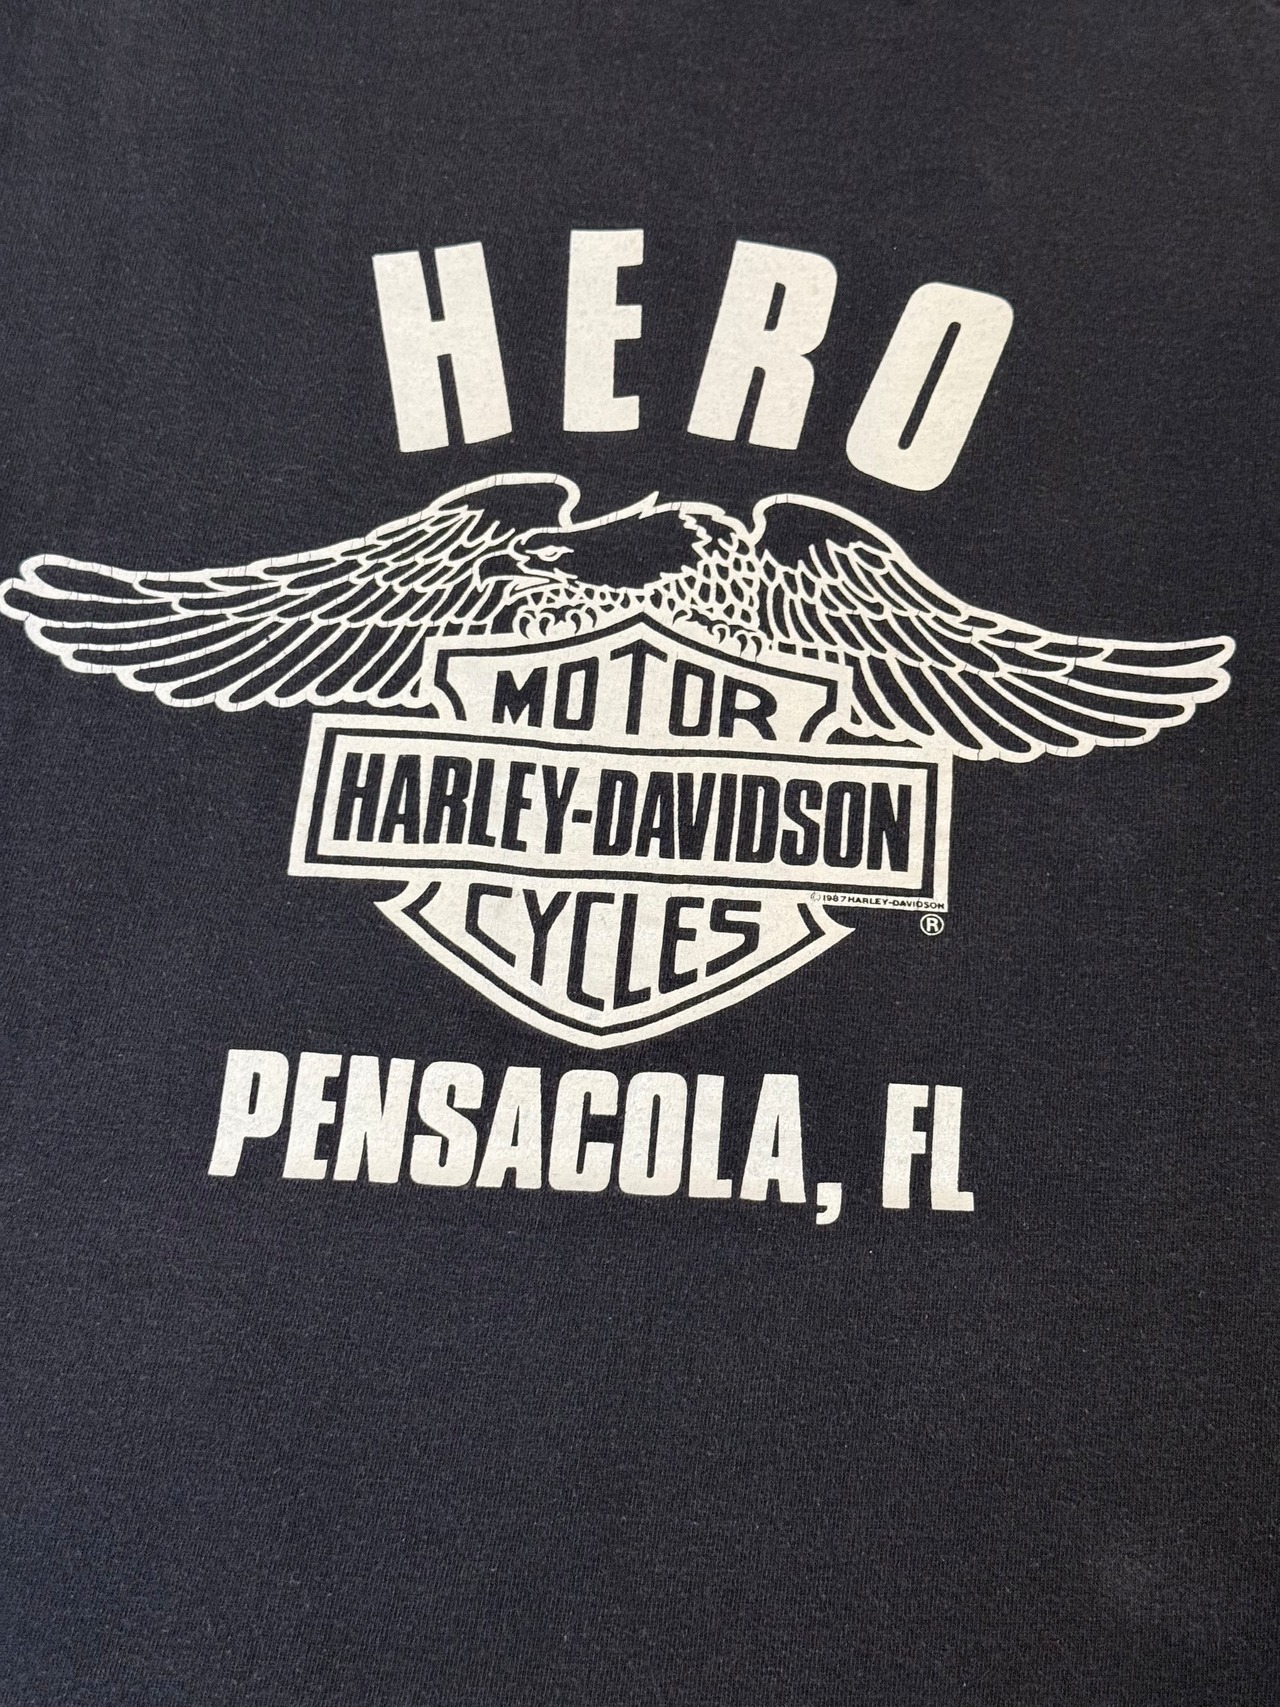 HERO
MOTOR
HARLEY-DAVIDSON
CYCLES
© 1987 HARLEY-DAVIDSON
®
PENSACOLA, FL